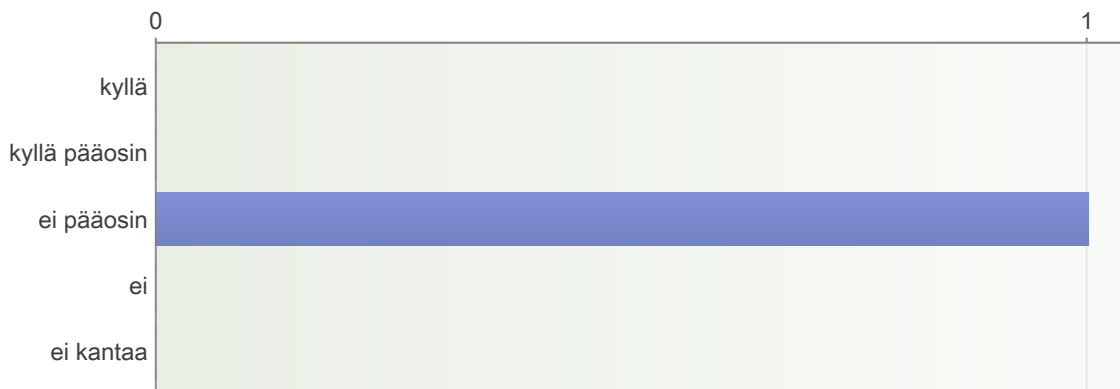 0 1
kyllä
kyllä pääosin
ei pääosin
ei
ei kantaa